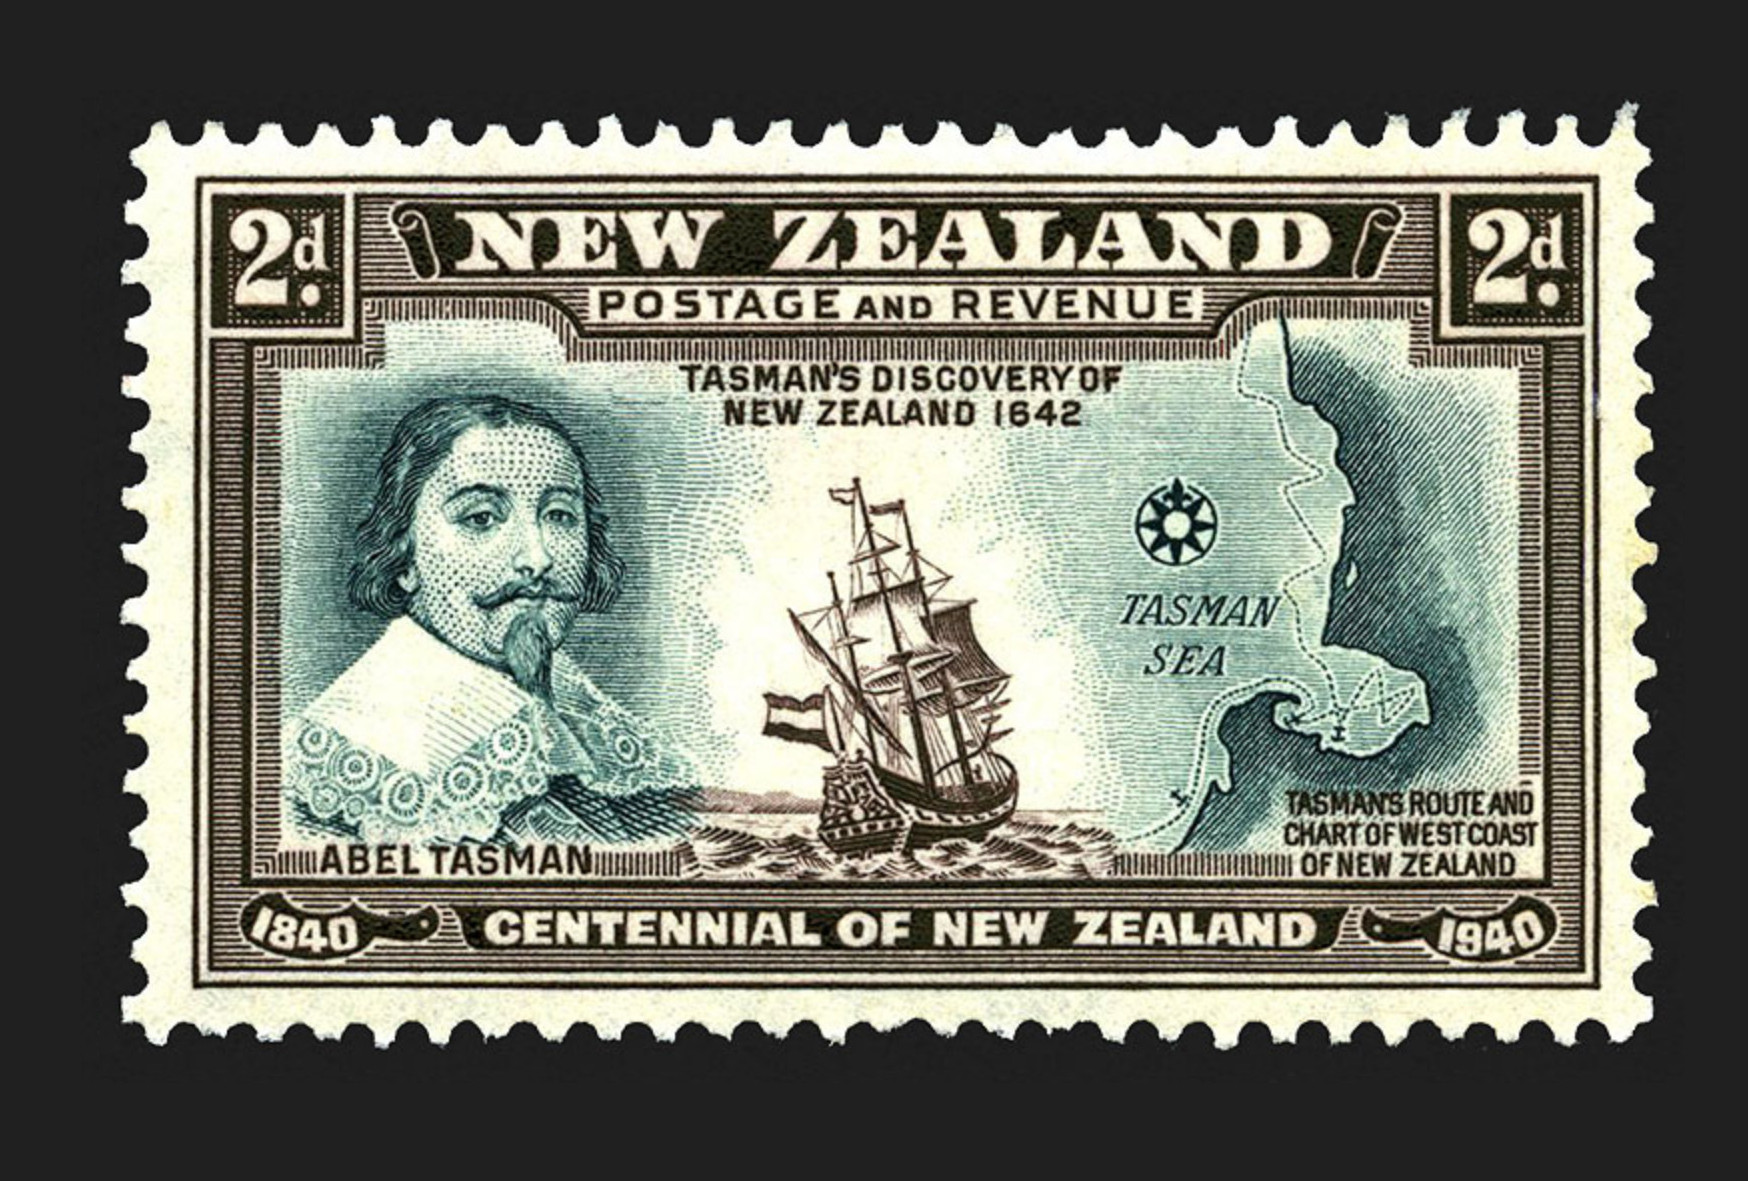 2d.
NEW ZEALAND
2d.
POSTAGE AND REVENUE
TASMAN'S DISCOVERY OF
NEW ZEALAND 1642
TASMAN
SEA
TASMAN'S ROUTE AND
CHART OF WEST COAST
OF NEW ZEALAND
ABEL TASMAN
1840
CENTENNIAL OF NEW ZEALAND
1940